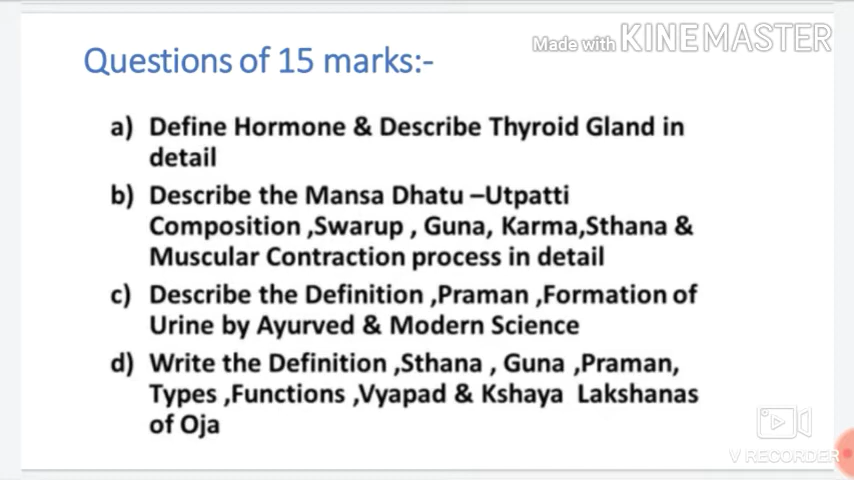 Made with KINEMASTER
Questions of 15 marks:-
a) Define Hormone & Describe Thyroid Gland in
detail
b) Describe the Mansa Dhatu –Utpatti
Composition ,Swarup , Guna, Karma,Sthana &
Muscular Contraction process in detail
c) Describe the Definition ,Praman ,Formation of
Urine by Ayurved & Modern Science
d) Write the Definition ,Sthana , Guna ,Praman,
Types ,Functions ,Vyapad & Kshaya Lakshanas
of Oja
V RECORDER